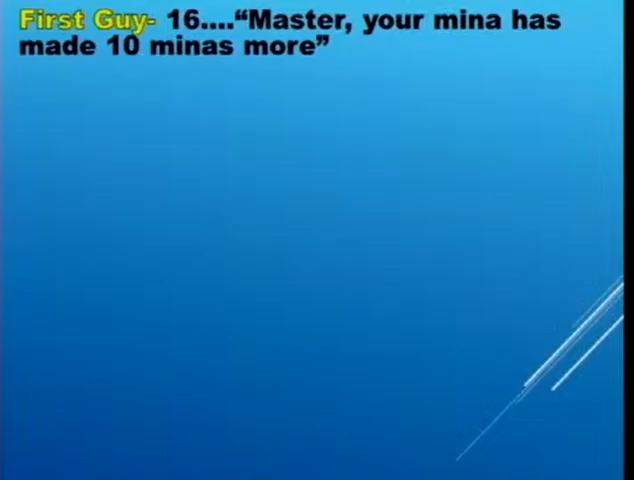 First Guy- 16....“Master, your mina has
made 10 minas more”